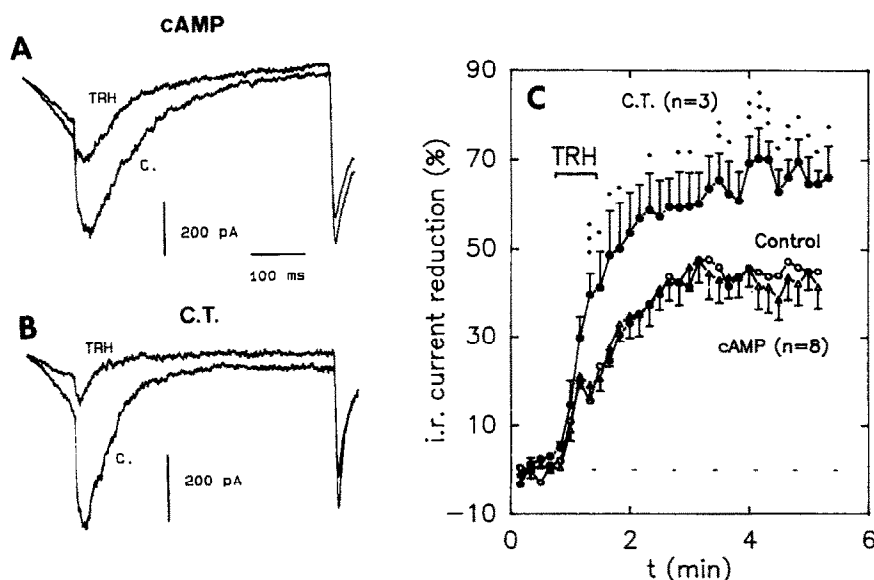 A
cAMP
TRH
C.
200 pA
100 ms
B
C.T.
TRH
C.
200 pA
C
C.T. (n=3)
TRH
Control
cAMP (n=8)
i.r. current reduction (%)
90
70
50
30
10
−10
0
2
4
6
t (min)